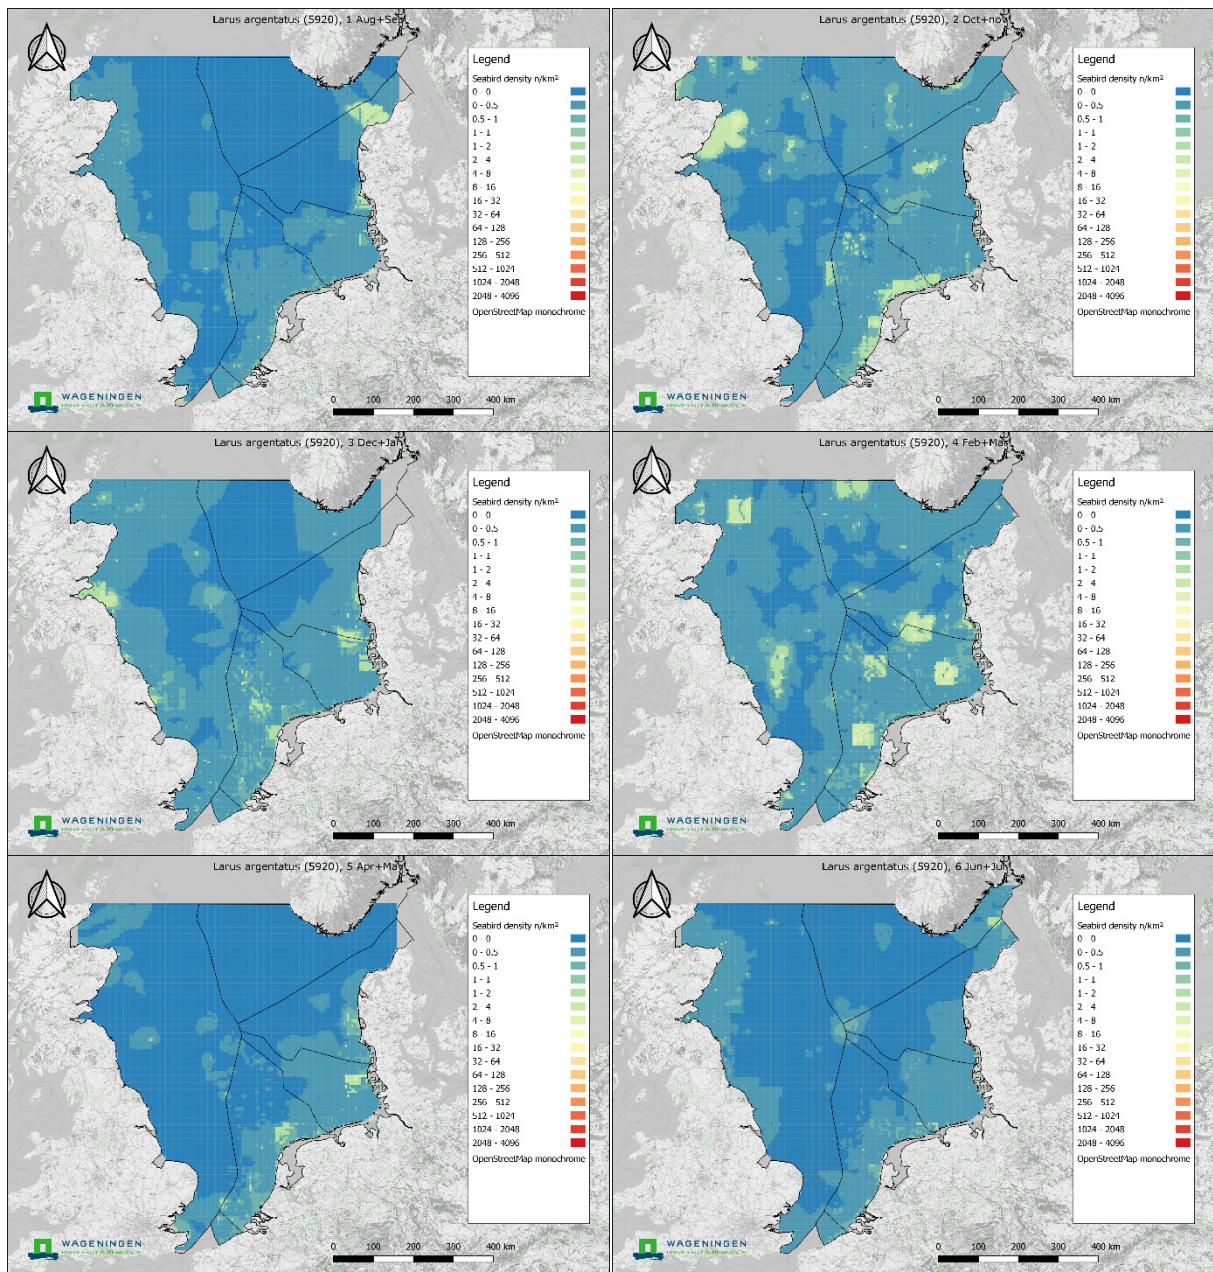 Larus argentatus (5920), 1 Aug+Sep
Legend
Seabird density n/km²
0 - 0
0 - 0.5
0.5 - 1
1 - 1
1 - 2
2 - 4
4 - 8
8 - 16
16 - 32
32 - 64
64 - 128
128 - 256
256 - 512
512 - 1024
1024 - 2048
2048 - 4096
OpenStreetMap monochrome
WAGENINGEN
UNIVERSITY & RESEARCH
0 100 200 300 400 km
Larus argentatus (5920), 2 Oct+nov
Legend
Seabird density n/km²
0 - 0
0 - 0.5
0.5 - 1
1 - 1
1 - 2
2 - 4
4 - 8
8 - 16
16 - 32
32 - 64
64 - 128
128 - 256
256 - 512
512 - 1024
1024 - 2048
2048 - 4096
OpenStreetMap monochrome
WAGENINGEN
UNIVERSITY & RESEARCH
0 100 200 300 400 km
Larus argentatus (5920), 3 Dec+Jan
Legend
Seabird density n/km²
0 - 0
0 - 0.5
0.5 - 1
1 - 1
1 - 2
2 - 4
4 - 8
8 - 16
16 - 32
32 - 64
64 - 128
128 - 256
256 - 512
512 - 1024
1024 - 2048
2048 - 4096
OpenStreetMap monochrome
WAGENINGEN
UNIVERSITY & RESEARCH
0 100 200 300 400 km
Larus argentatus (5920), 4 Feb+Mar
Legend
Seabird density n/km²
0 - 0
0 - 0.5
0.5 - 1
1 - 1
1 - 2
2 - 4
4 - 8
8 - 16
16 - 32
32 - 64
64 - 128
128 - 256
256 - 512
512 - 1024
1024 - 2048
2048 - 4096
OpenStreetMap monochrome
WAGENINGEN
UNIVERSITY & RESEARCH
0 100 200 300 400 km
Larus argentatus (5920), 5 Apr+May
Legend
Seabird density n/km²
0 - 0
0 - 0.5
0.5 - 1
1 - 1
1 - 2
2 - 4
4 - 8
8 - 16
16 - 32
32 - 64
64 - 128
128 - 256
256 - 512
512 - 1024
1024 - 2048
2048 - 4096
OpenStreetMap monochrome
WAGENINGEN
UNIVERSITY & RESEARCH
0 100 200 300 400 km
Larus argentatus (5920), 6 Jun+Jul
Legend
Seabird density n/km²
0 - 0
0 - 0.5
0.5 - 1
1 - 1
1 - 2
2 - 4
4 - 8
8 - 16
16 - 32
32 - 64
64 - 128
128 - 256
256 - 512
512 - 1024
1024 - 2048
2048 - 4096
OpenStreetMap monochrome
WAGENINGEN
UNIVERSITY & RESEARCH
0 100 200 300 400 km